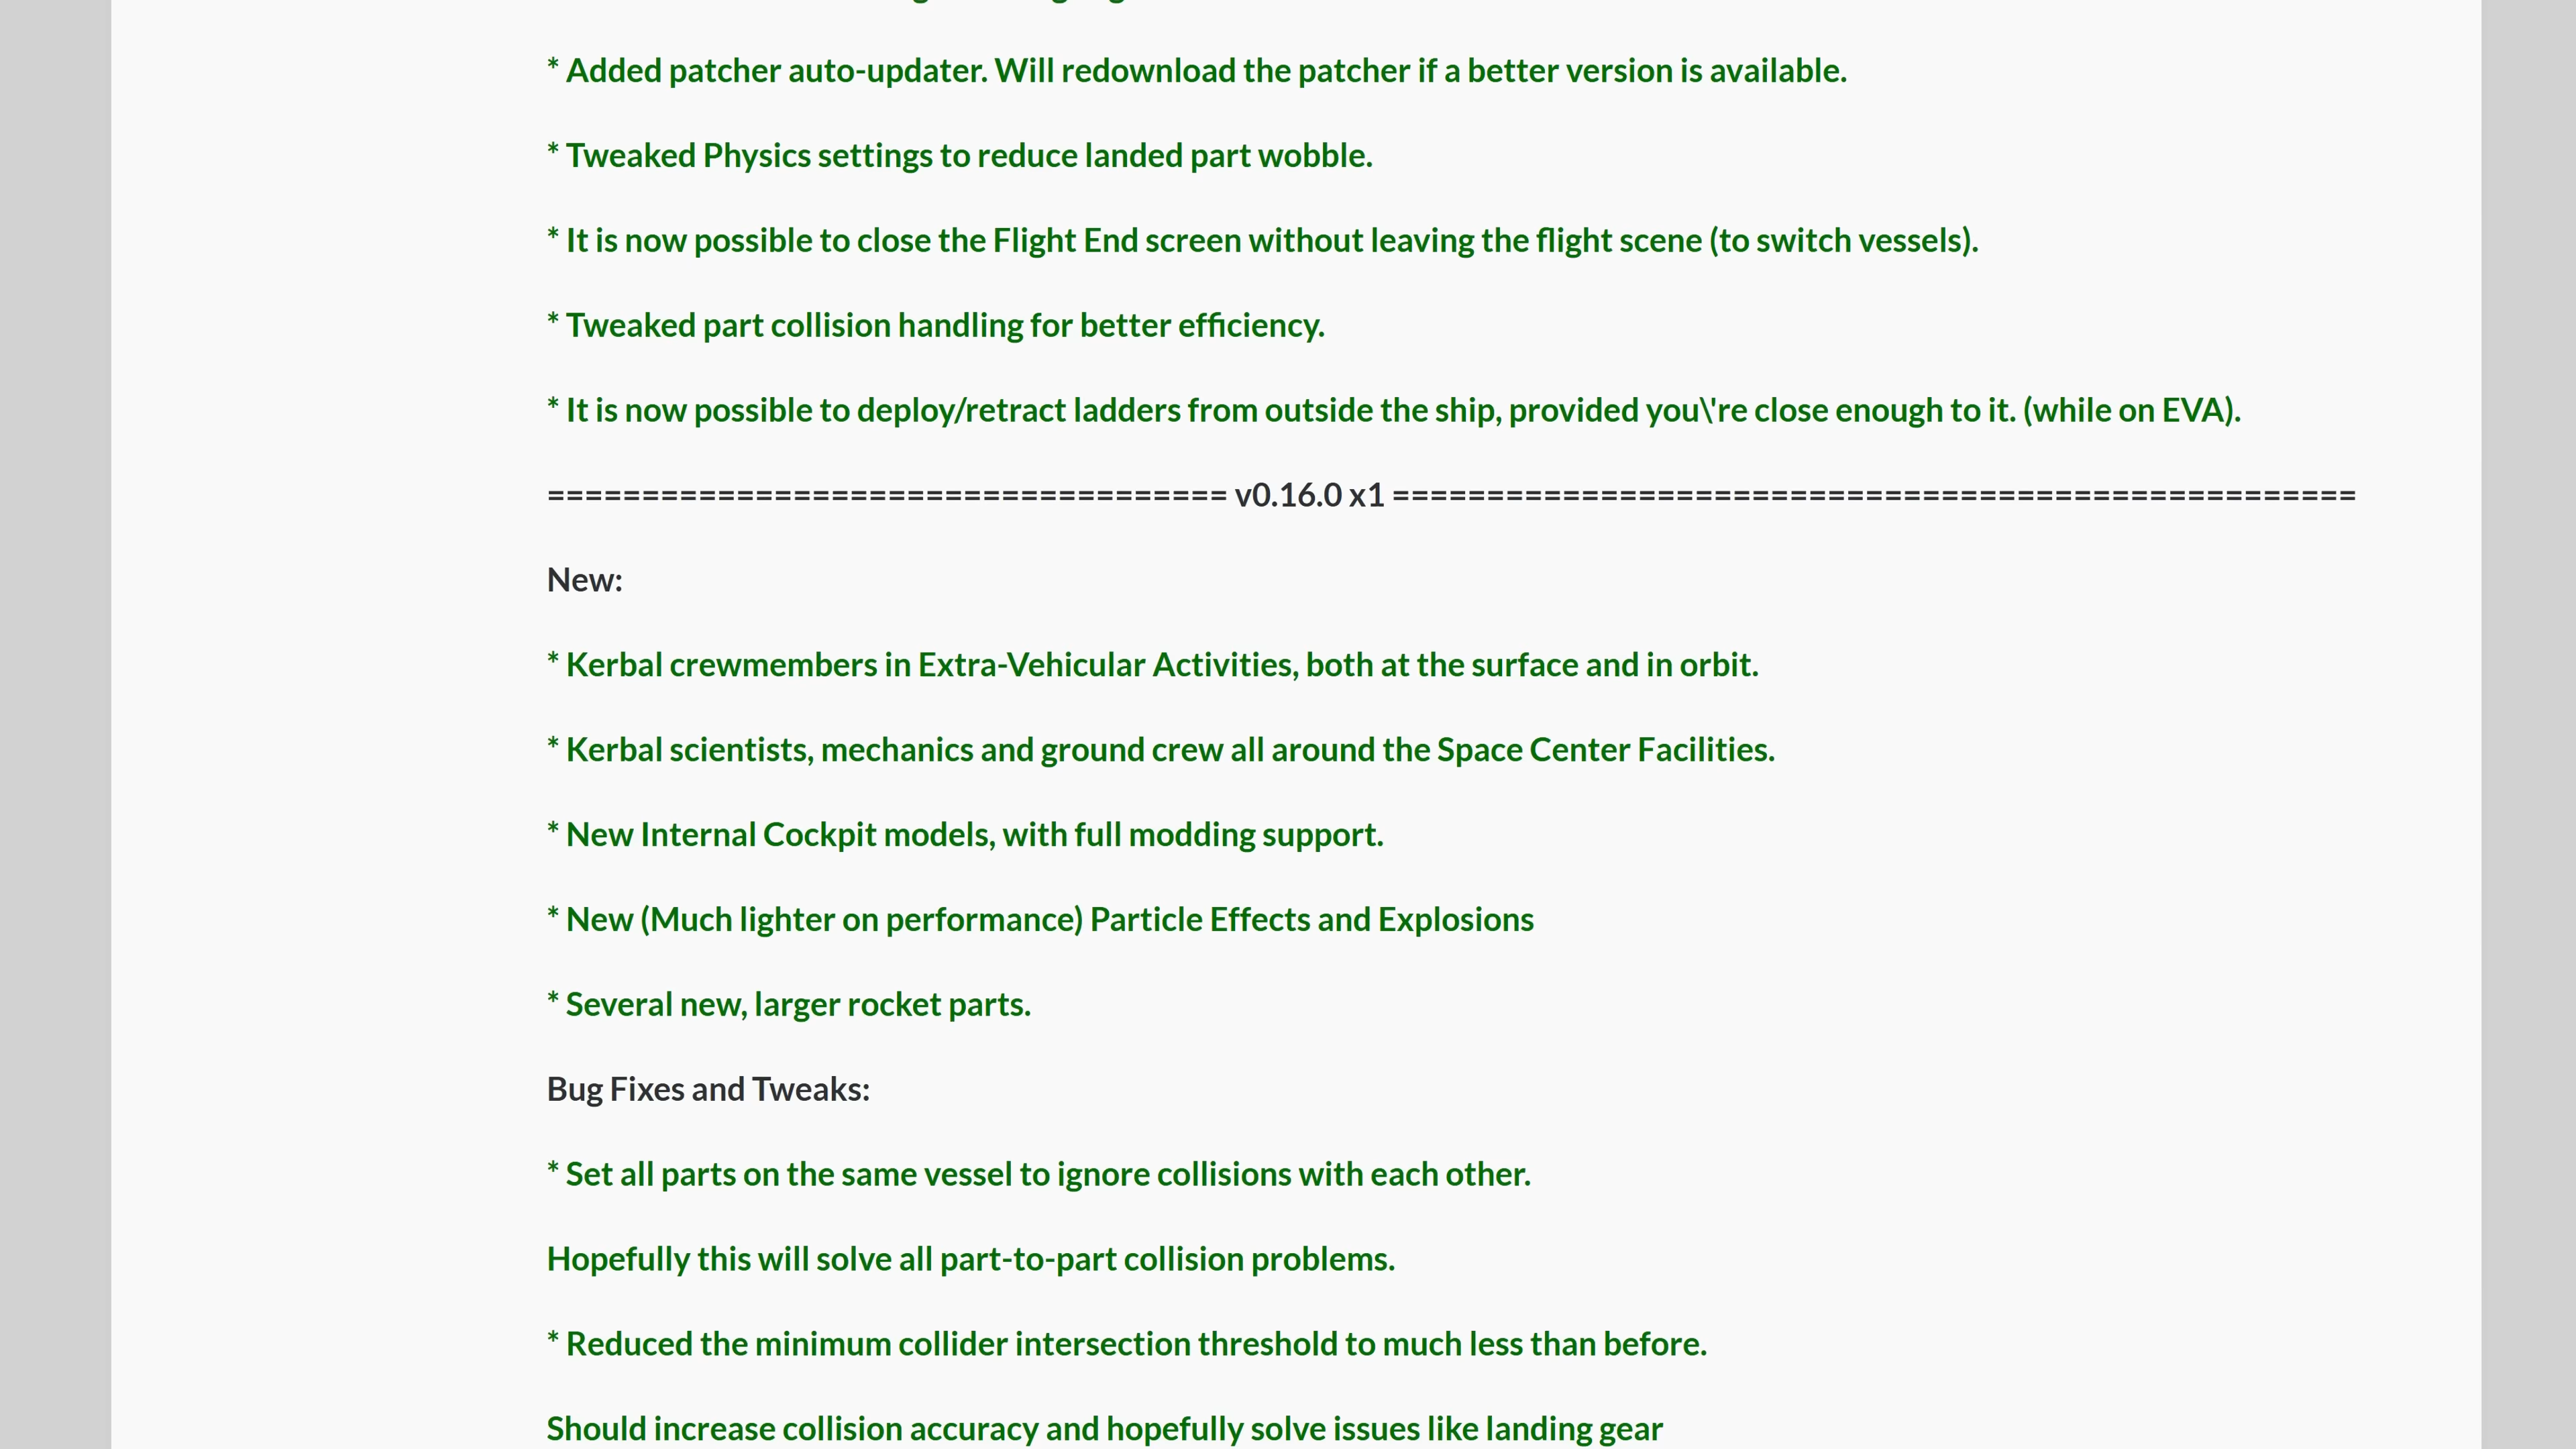 * Added patcher auto-updater. Will redownload the patcher if a better version is available.
* Tweaked Physics settings to reduce landed part wobble.
* It is now possible to close the Flight End screen without leaving the flight scene (to switch vessels).
* Tweaked part collision handling for better efficiency.
* It is now possible to deploy/retract ladders from outside the ship, provided you\'re close enough to it. (while on EVA).
==================================== v0.16.0 x1 ===================================================
New:
* Kerbal crewmembers in Extra-Vehicular Activities, both at the surface and in orbit.
* Kerbal scientists, mechanics and ground crew all around the Space Center Facilities.
* New Internal Cockpit models, with full modding support.
* New (Much lighter on performance) Particle Effects and Explosions
* Several new, larger rocket parts.
Bug Fixes and Tweaks:
* Set all parts on the same vessel to ignore collisions with each other.
Hopefully this will solve all part-to-part collision problems.
* Reduced the minimum collider intersection threshold to much less than before.
Should increase collision accuracy and hopefully solve issues like landing gear